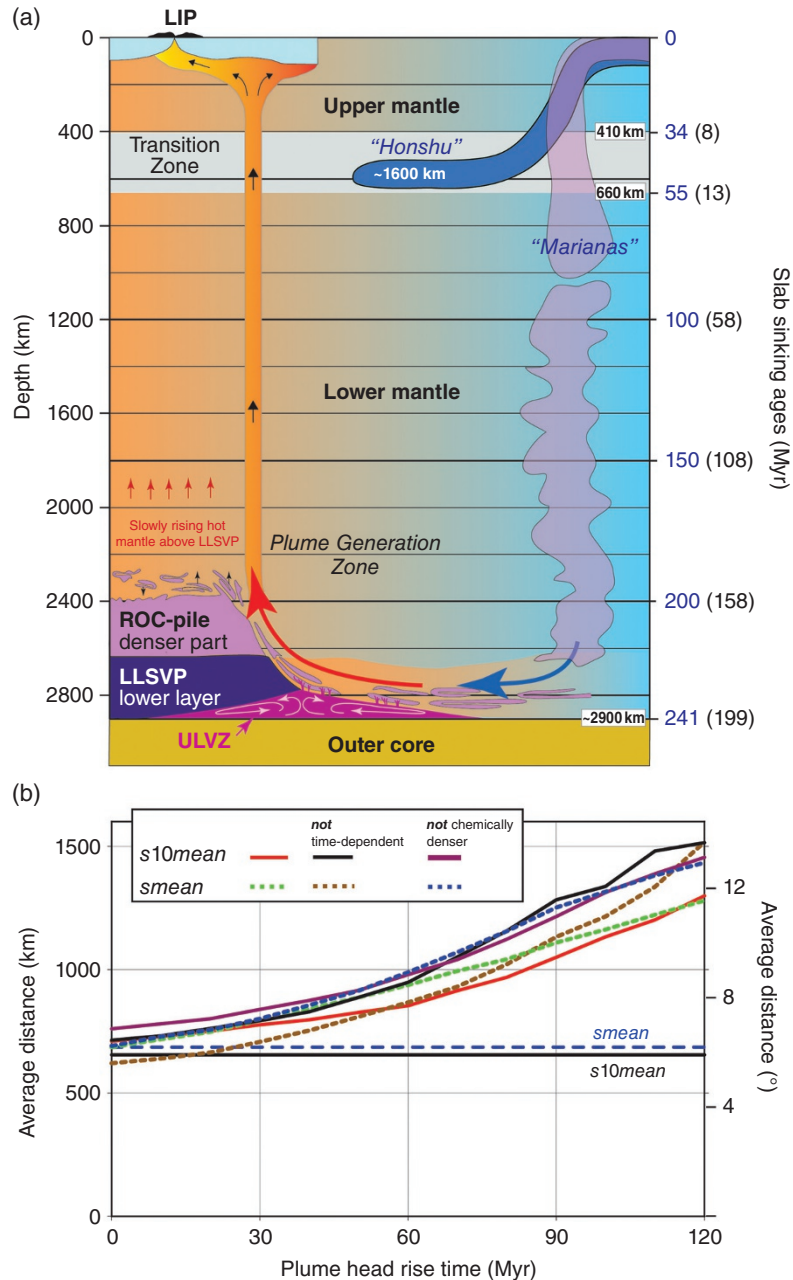 (a)
LIP
0
400
800
1200
1600
2000
2400
2800
Depth (km)
Upper mantle
Transition
Zone
"Honshu"
~1600 km
410 km
660 km
"Marianas"
Lower mantle
Slowly rising hot
mantle above LLSVP
Plume Generation
Zone
ROC-pile
denser part
LLSVP
lower layer
ULVZ
~2900 km
Outer core
0
34 (8)
55 (13)
100 (58)
150 (108)
200 (158)
241 (199)
Slab sinking ages (Myr)
(b)
not
time-dependent
not chemically
denser
s10mean
smean
smean
s10mean
1500
1000
500
0
Average distance (km)
12
8
4
Average distance (°)
0 30 60 90 120
Plume head rise time (Myr)